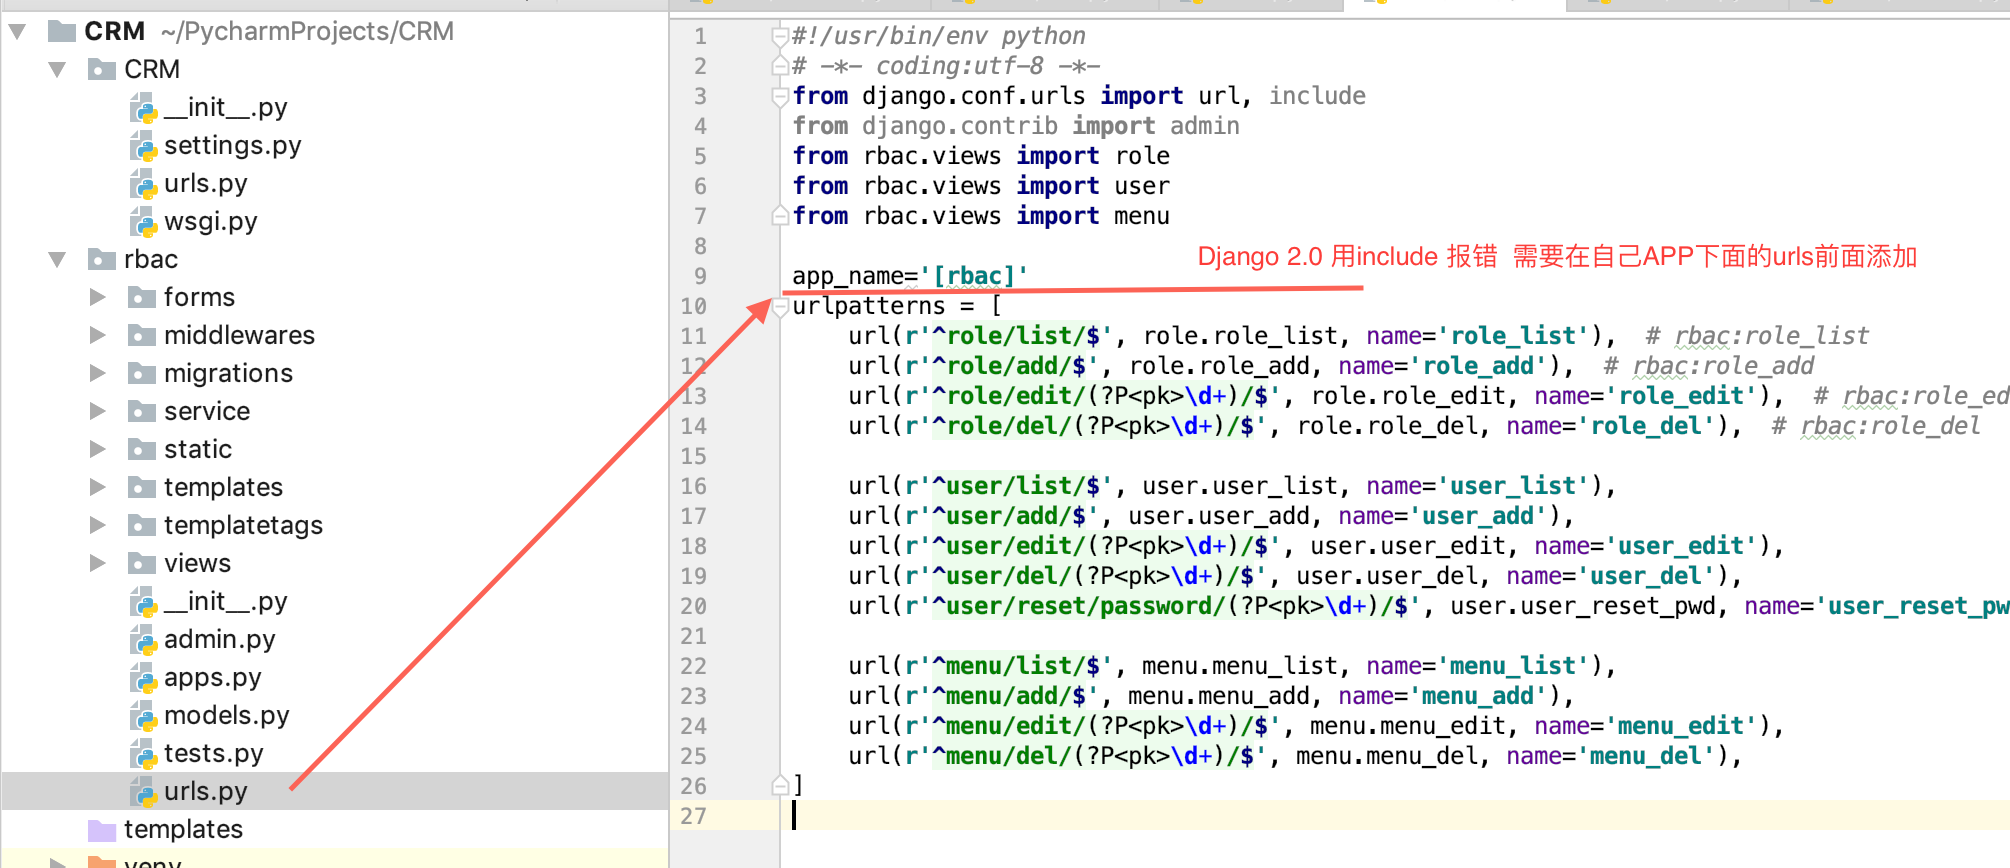 CRM ~/PycharmProjects/CRM
CRM
__init__.py
settings.py
urls.py
wsgi.py
rbac
forms
middlewares
migrations
service
static
templates
templatetags
views
__init__.py
admin.py
apps.py
models.py
tests.py
urls.py
templates
venv
1 #!/usr/bin/env python
2 # -*- coding:utf-8 -*-
3 from django.conf.urls import url, include
4 from django.contrib import admin
5 from rbac.views import role
6 from rbac.views import user
7 from rbac.views import menu
8
Django 2.0 用include 报错 需要在自己APP下面的urls前面添加
9 app_name='[rbac]'
10 urlpatterns = [
11 url(r'^role/list/$', role.role_list, name='role_list'), # rbac:role_list
12 url(r'^role/add/$', role.role_add, name='role_add'), # rbac:role_add
13 url(r'^role/edit/(?P<pk>\d+)/$', role.role_edit, name='role_edit'), # rbac:role_ed
14 url(r'^role/del/(?P<pk>\d+)/$', role.role_del, name='role_del'), # rbac:role_del
15
16 url(r'^user/list/$', user.user_list, name='user_list'),
17 url(r'^user/add/$', user.user_add, name='user_add'),
18 url(r'^user/edit/(?P<pk>\d+)/$', user.user_edit, name='user_edit'),
19 url(r'^user/del/(?P<pk>\d+)/$', user.user_del, name='user_del'),
20 url(r'^user/reset/password/(?P<pk>\d+)/$', user.user_reset_pwd, name='user_reset_pw
21
22 url(r'^menu/list/$', menu.menu_list, name='menu_list'),
23 url(r'^menu/add/$', menu.menu_add, name='menu_add'),
24 url(r'^menu/edit/(?P<pk>\d+)/$', menu.menu_edit, name='menu_edit'),
25 url(r'^menu/del/(?P<pk>\d+)/$', menu.menu_del, name='menu_del'),
26 ]
27